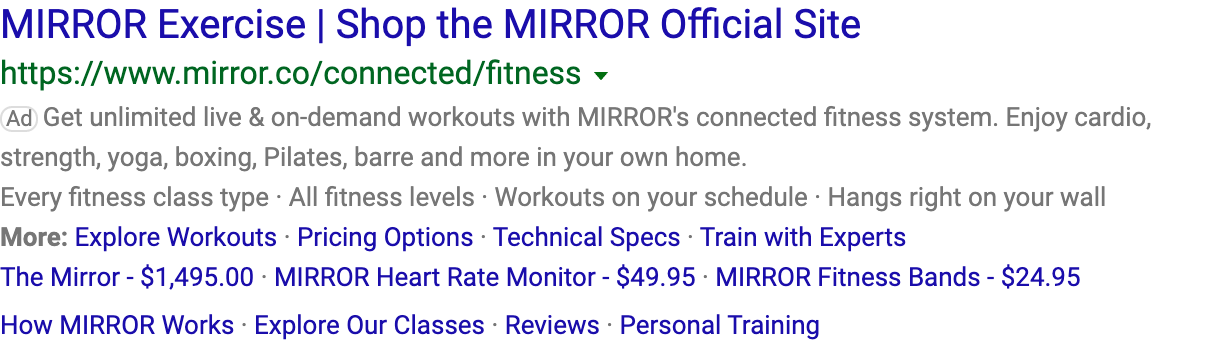 MIRROR Exercise | Shop the MIRROR Official Site
https://www.mirror.co/connected/fitness
Ad Get unlimited live & on-demand workouts with MIRROR's connected fitness system. Enjoy cardio,
strength, yoga, boxing, Pilates, barre and more in your own home.
Every fitness class type · All fitness levels · Workouts on your schedule · Hangs right on your wall
More: Explore Workouts · Pricing Options · Technical Specs · Train with Experts
The Mirror - $1,495.00 · MIRROR Heart Rate Monitor - $49.95 · MIRROR Fitness Bands - $24.95
How MIRROR Works · Explore Our Classes · Reviews · Personal Training